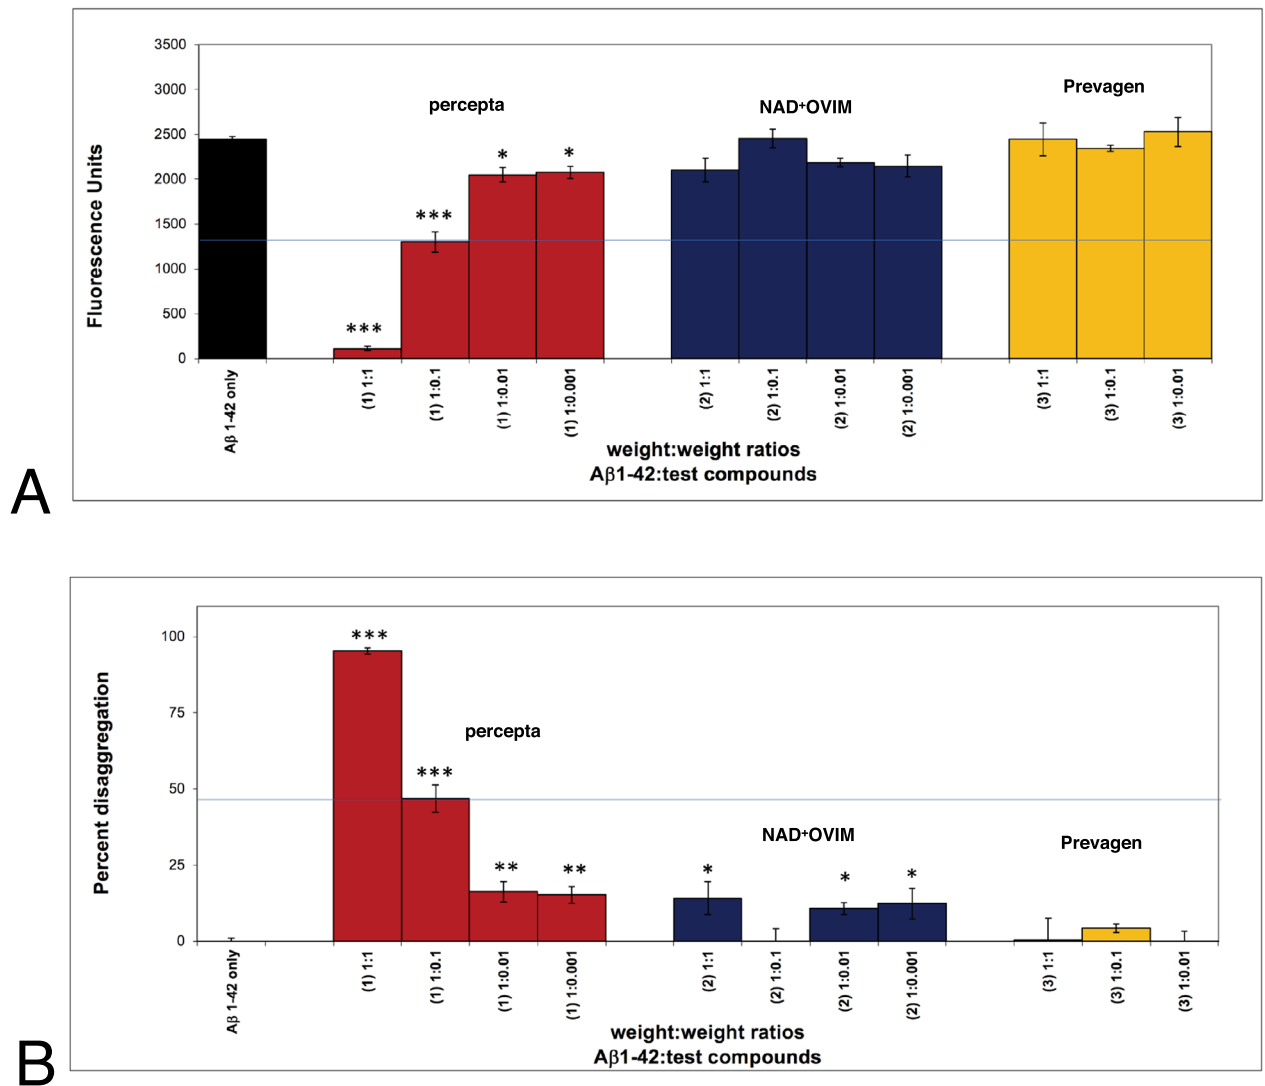 3500
3000
2500
2000
1500
1000
500
0
Fluorescence Units
percepta
NAD+OVIM
Prevagen
***
***
*
*
Aβ 1-42 only
(1) 1:1
(1) 1:0.1
(1) 1:0.01
(1) 1:0.001
(2) 1:1
(2) 1:0.1
(2) 1:0.01
(2) 1:0.001
(3) 1:1
(3) 1:0.1
(3) 1:0.01
weight:weight ratios
Aβ1-42:test compounds
A
100
75
50
25
0
Percent disaggregation
***
percepta
***
**
**
NAD+OVIM
*
*
*
Prevagen
Aβ 1-42 only
(1) 1:1
(1) 1:0.1
(1) 1:0.01
(1) 1:0.001
(2) 1:1
(2) 1:0.1
(2) 1:0.01
(2) 1:0.001
(3) 1:1
(3) 1:0.1
(3) 1:0.01
weight:weight ratios
Aβ1-42:test compounds
B